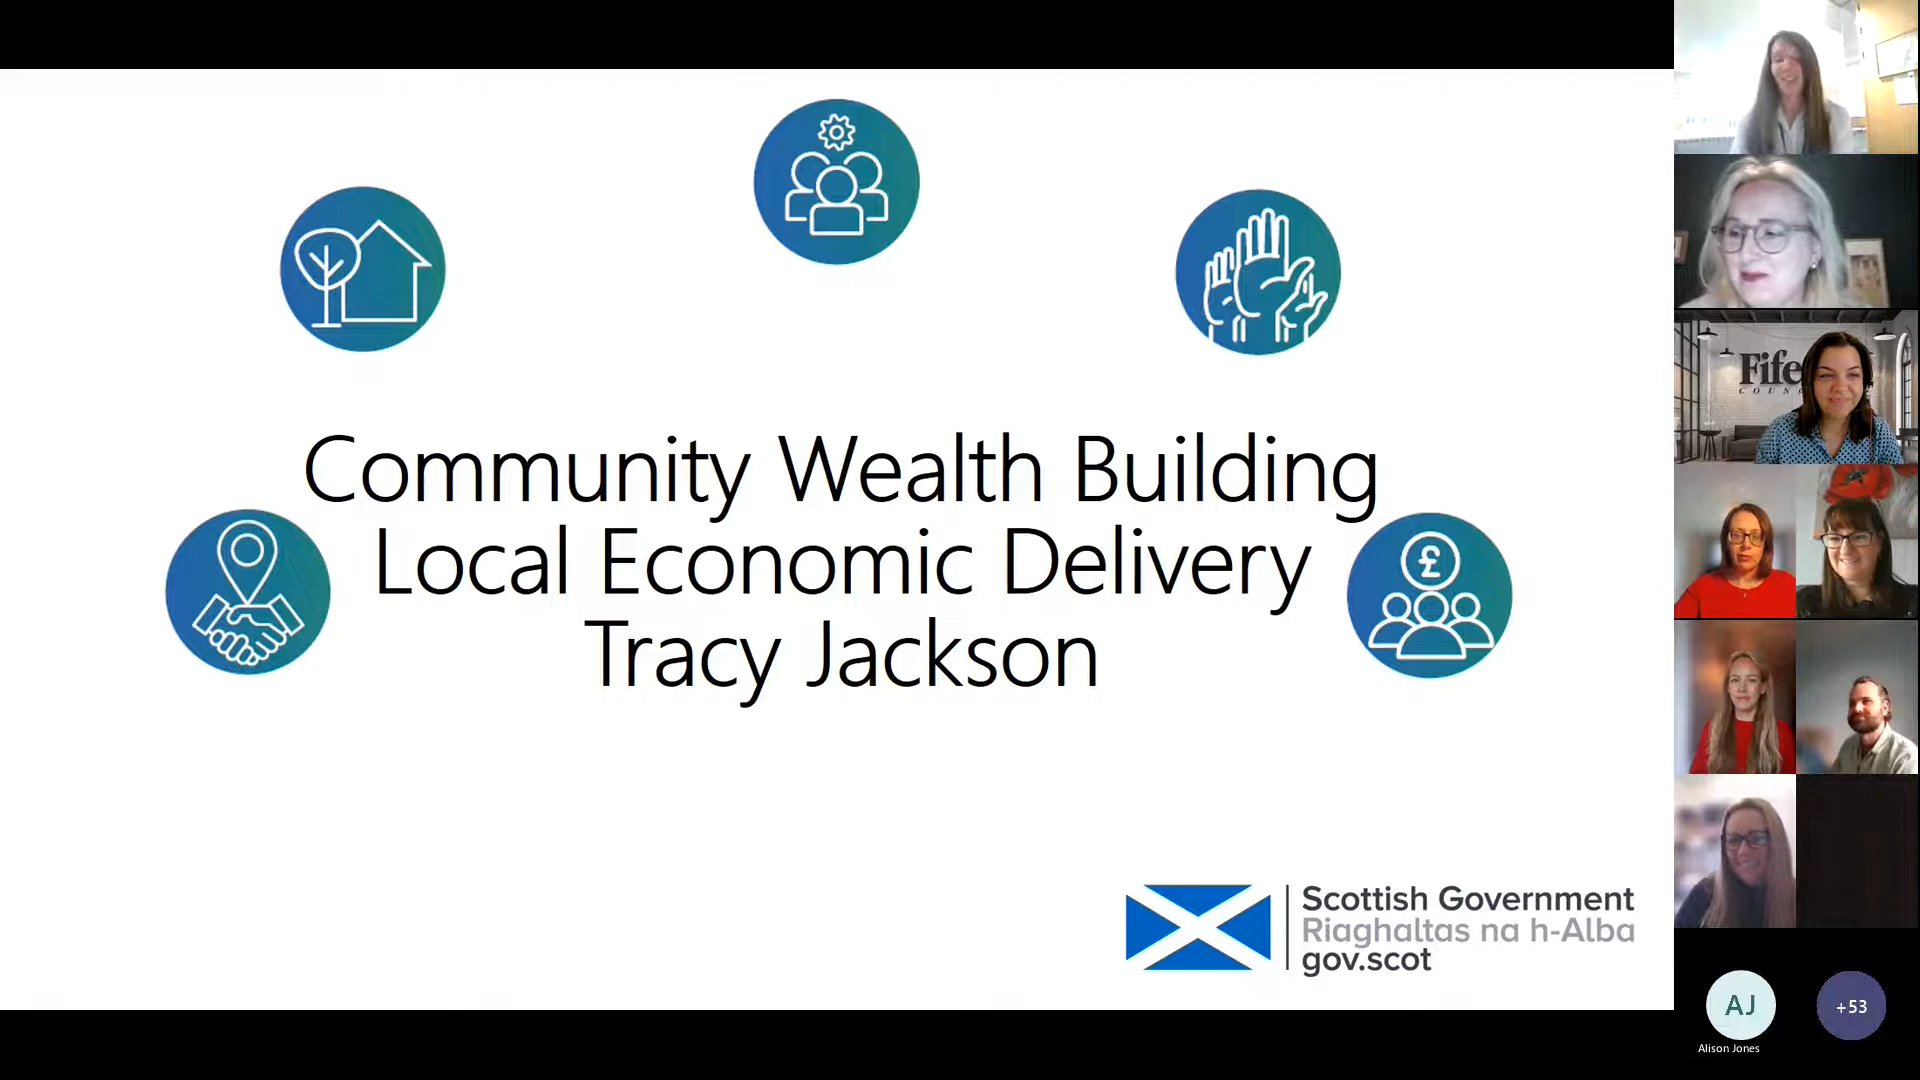 Community Wealth Building
Local Economic Delivery
Tracy Jackson
£
Scottish Government
Riaghaltas na h-Alba
gov.scot
Fife
AJ
+53
Alison Jones